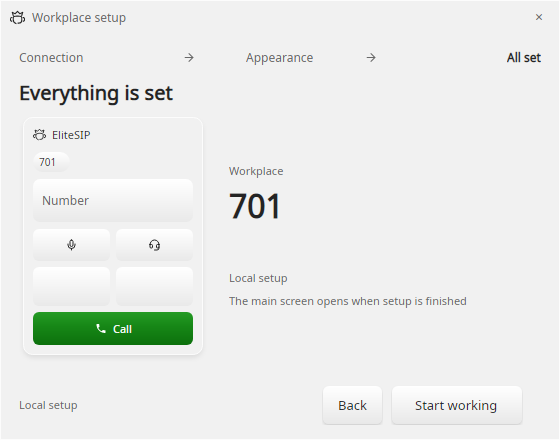 Workplace setup
Connection → Appearance → All set
Everything is set
EliteSIP
701
Number
Call
Workplace
701
Local setup
The main screen opens when setup is finished
Local setup
Back
Start working